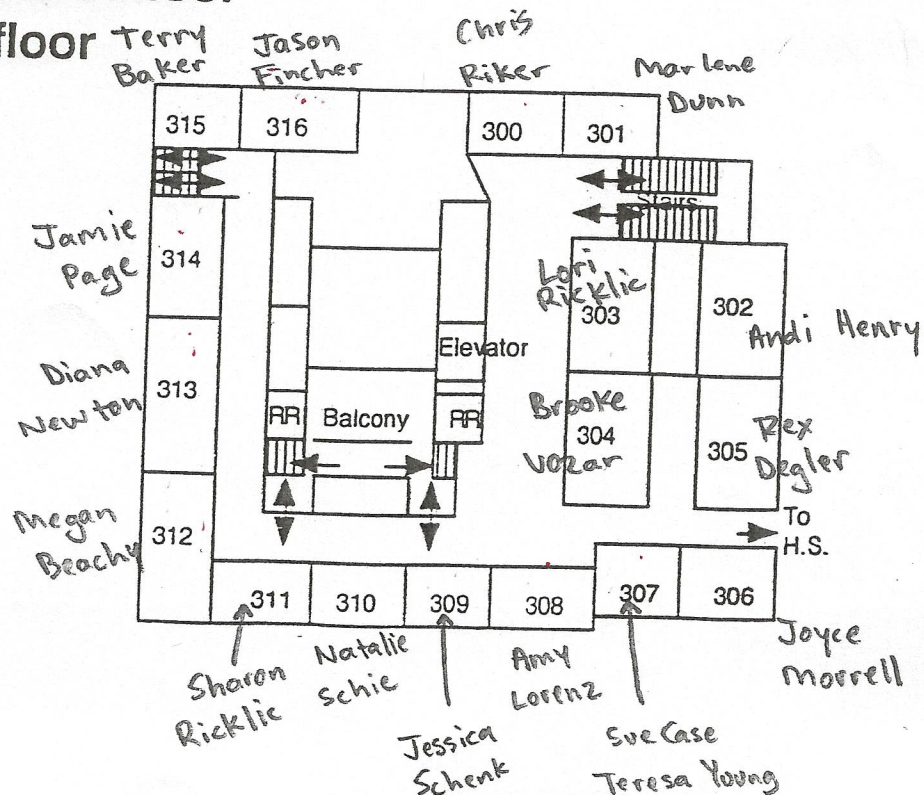 floor
Terry
Baker
Jason
Fincher
Chris
Riker
Marlene
Dunn
315
316
300
301
Stairs
Jamie
Page
314
Lori
Ricklic
303
302
Andi Henry
Elevator
Diana
Newton
313
RR
Balcony
RR
Brooke
304
Vozar
305
Rex
Degler
To
H.S.
Megan
Beachy
312
311
310
309
308
307
306
Sharon
Ricklic
Natalie
Schie
Jessica
Schenk
Amy
Lorenz
Sue Case
Teresa Young
Joyce
Morrell